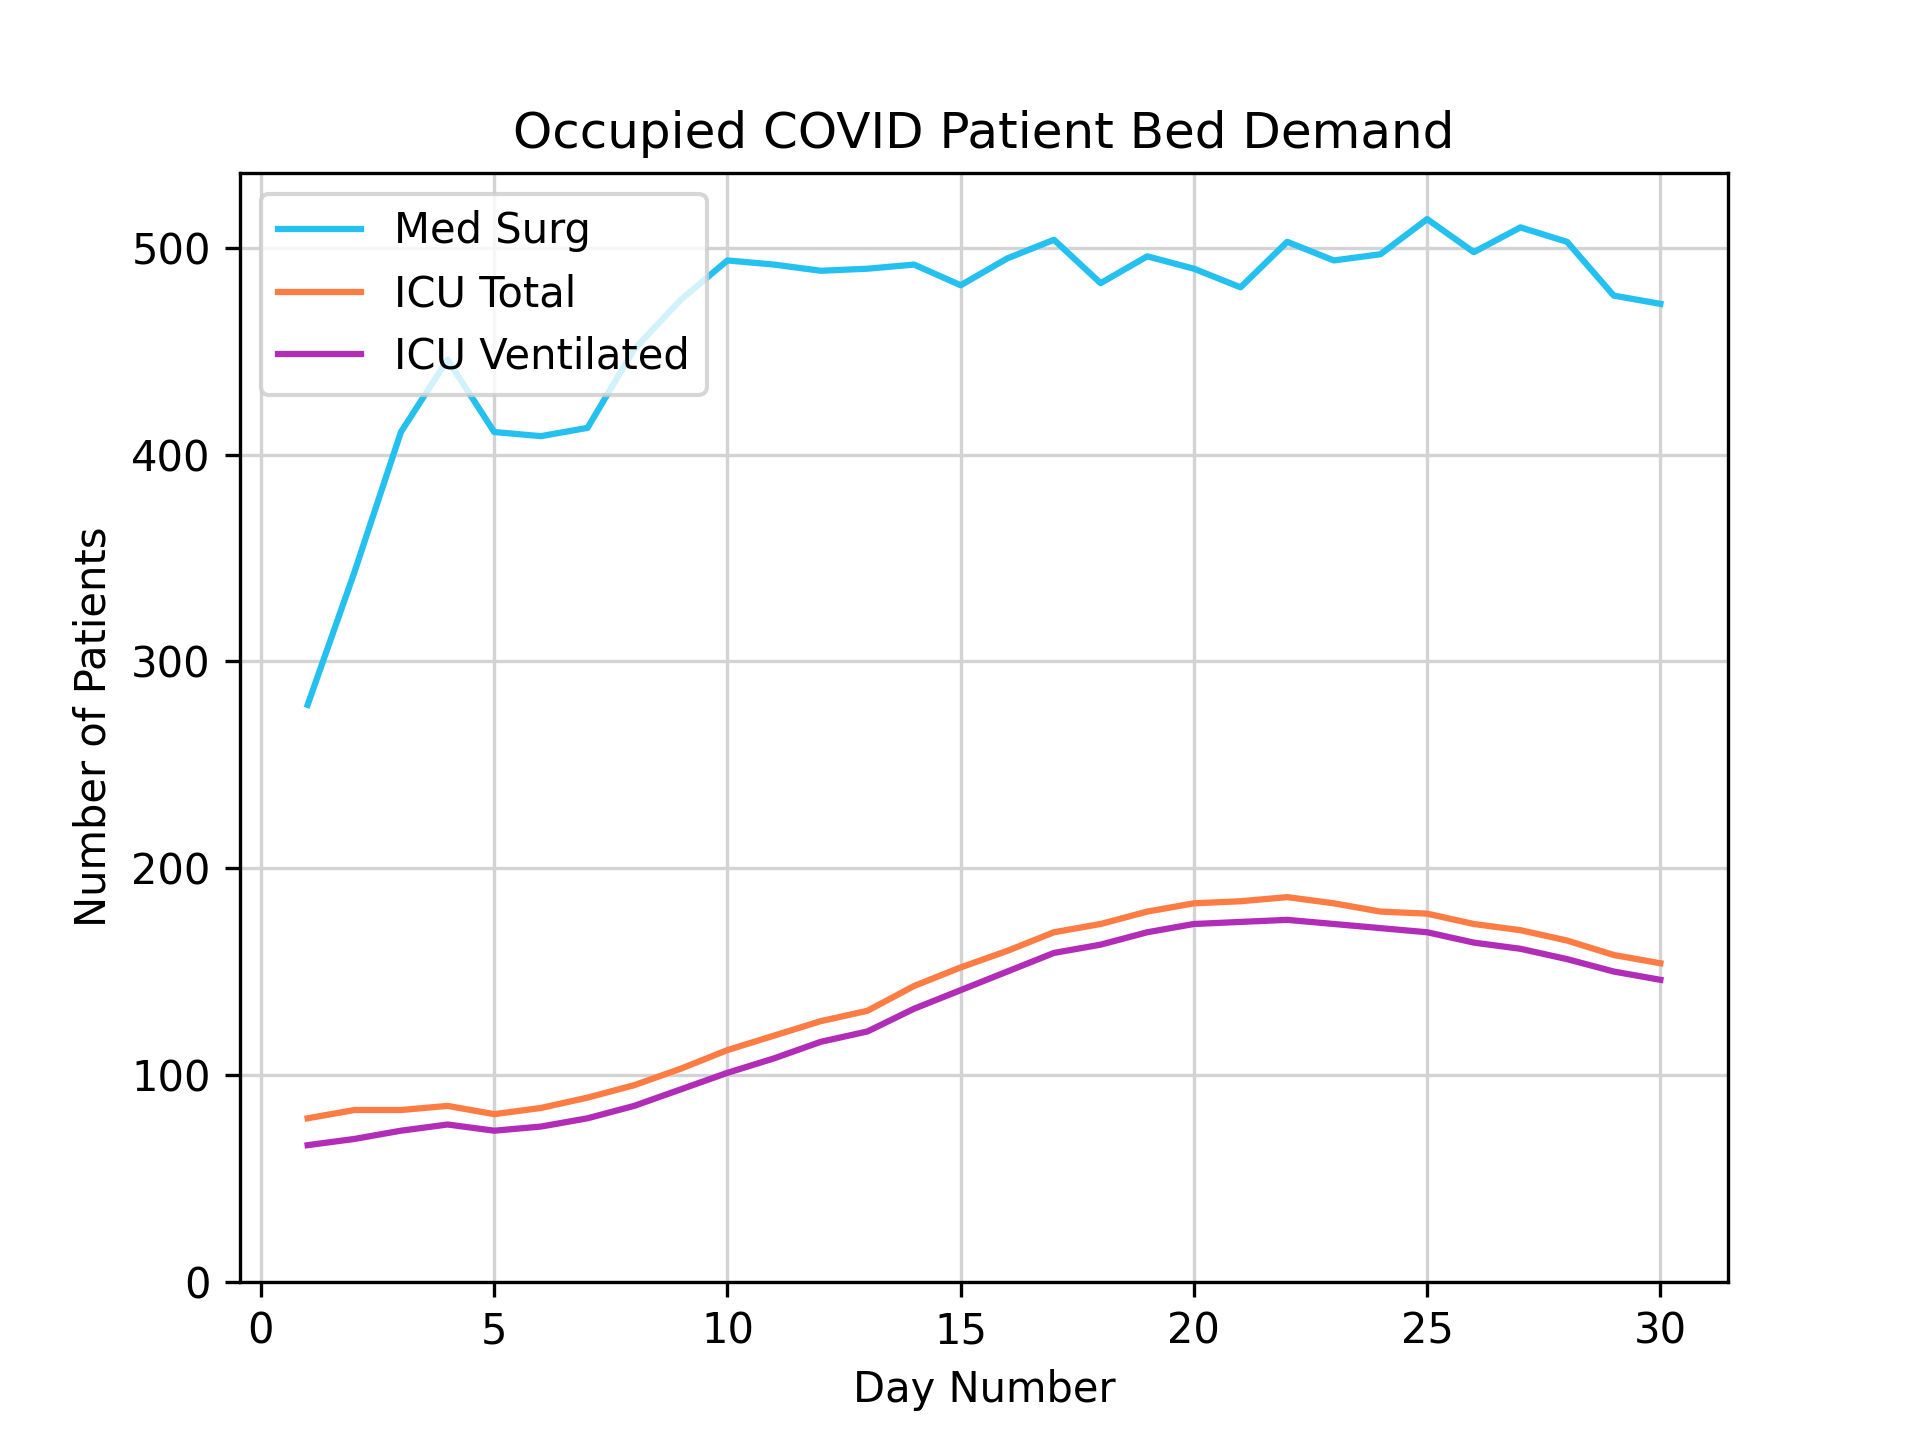 Occupied COVID Patient Bed Demand
Med Surg
ICU Total
ICU Ventilated
500
400
300
200
100
0
Number of Patients
0 5 10 15 20 25 30
Day Number